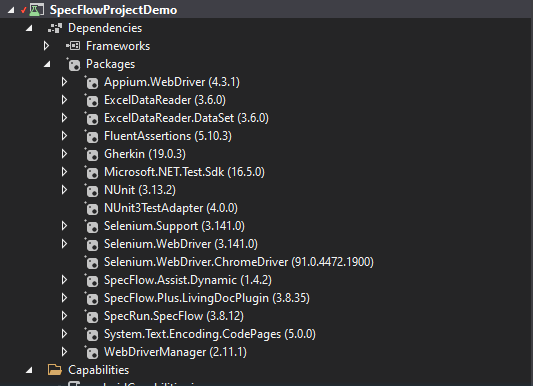 SpecFlowProjectDemo
Dependencies
Frameworks
Packages
Appium.WebDriver (4.3.1)
ExcelDataReader (3.6.0)
ExcelDataReader.DataSet (3.6.0)
FluentAssertions (5.10.3)
Gherkin (19.0.3)
Microsoft.NET.Test.Sdk (16.5.0)
NUnit (3.13.2)
NUnit3TestAdapter (4.0.0)
Selenium.Support (3.141.0)
Selenium.WebDriver (3.141.0)
Selenium.WebDriver.ChromeDriver (91.0.4472.1900)
SpecFlow.Assist.Dynamic (1.4.2)
SpecFlow.Plus.LivingDocPlugin (3.8.35)
SpecRun.SpecFlow (3.8.12)
System.Text.Encoding.CodePages (5.0.0)
WebDriverManager (2.11.1)
Capabilities